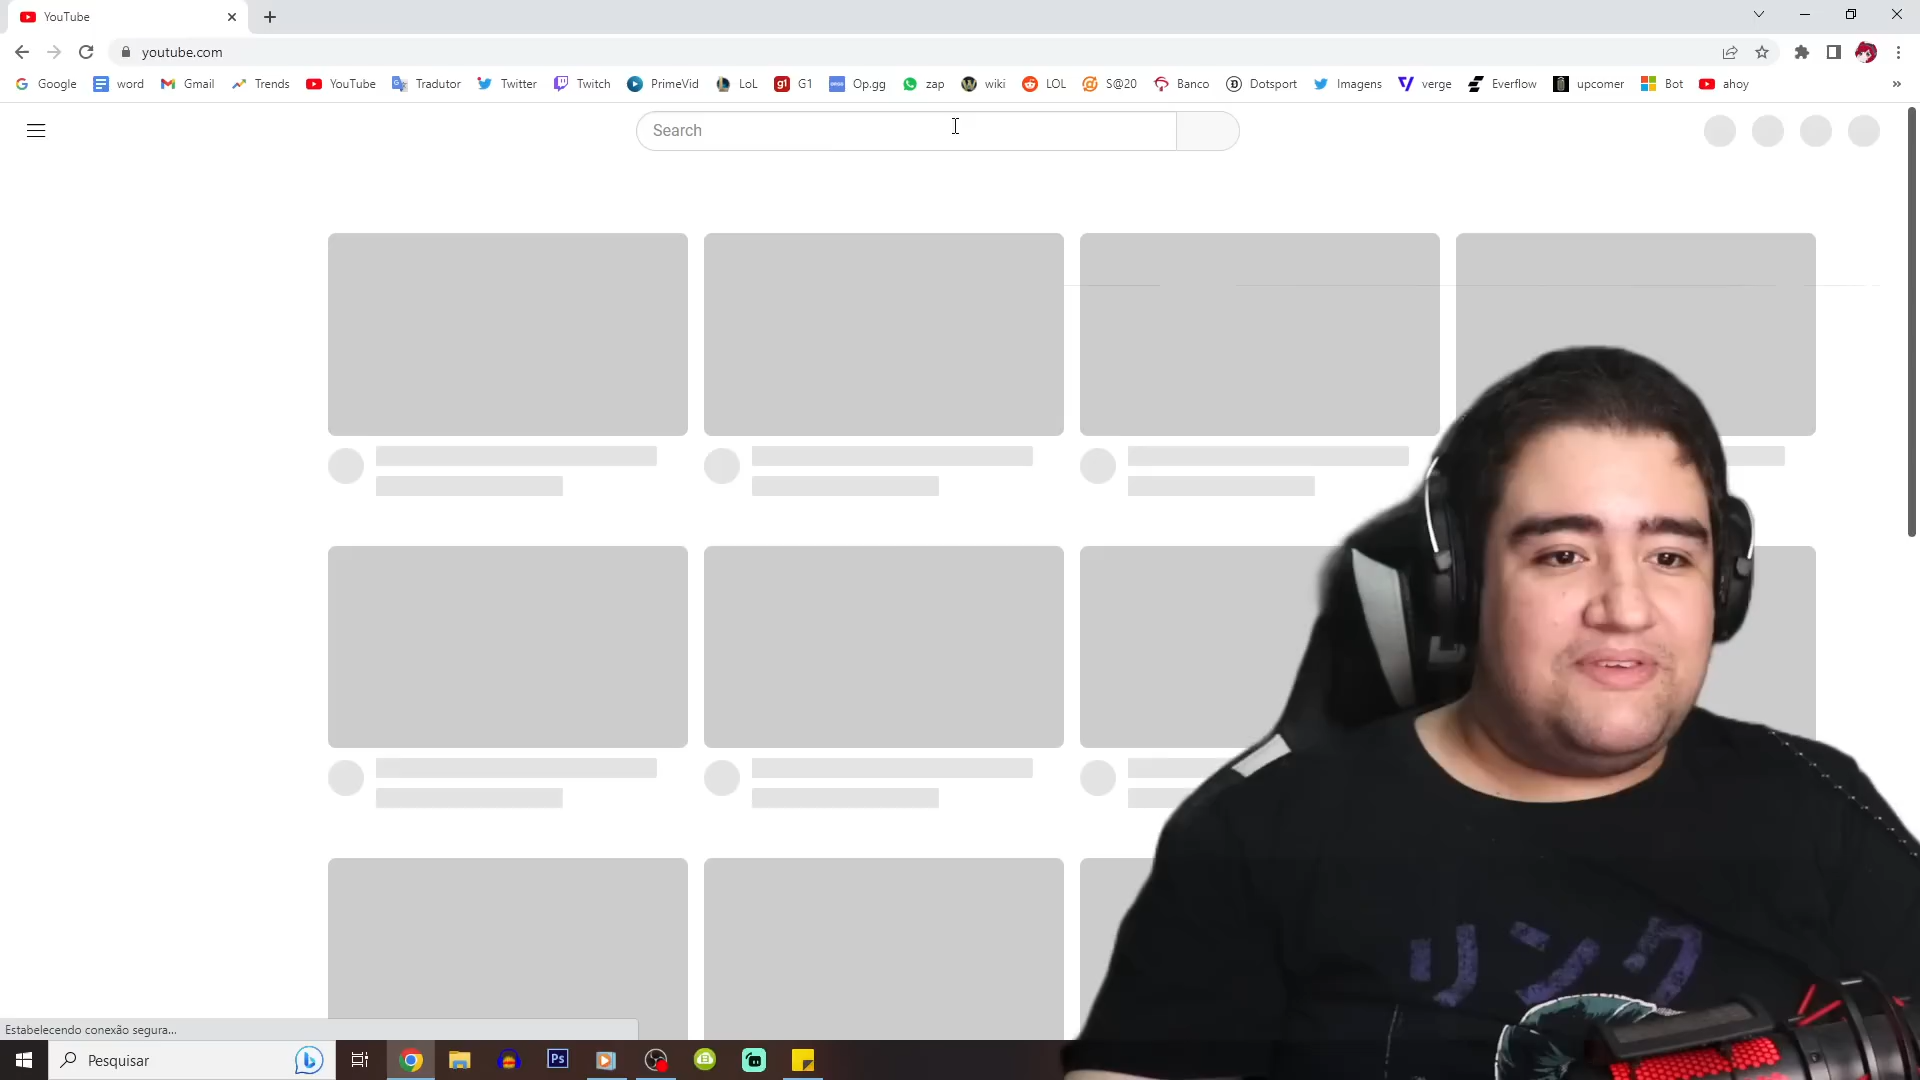 YouTube
youtube.com
Google word Gmail Trends YouTube Tradutor Twitter Twitch PrimeVid LoL G1 Op.gg zap wiki LOL S@20 Banco Dotsport Imagens verge Everflow upcomer Bot ahoy
Search
リンク
Estabelecendo conexão segura...
Pesquisar
Ps